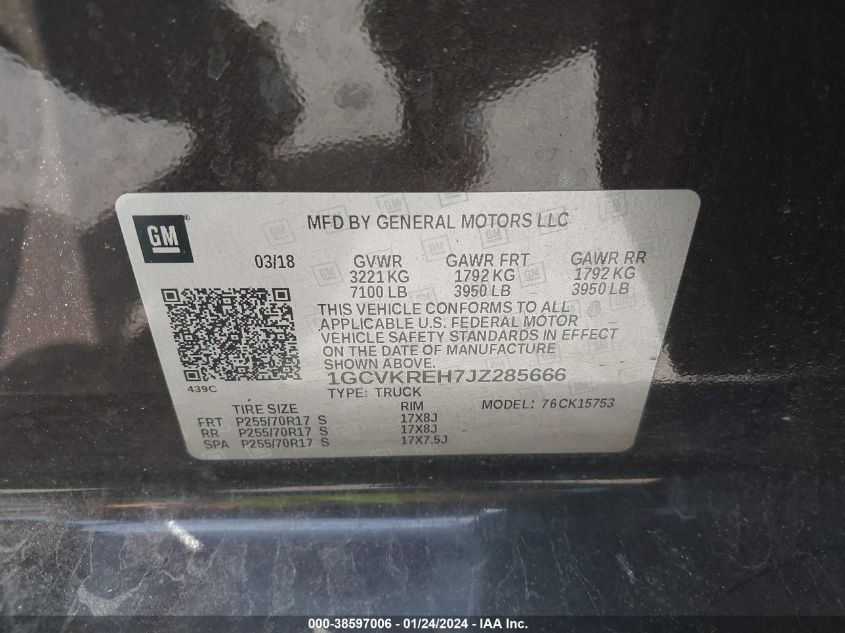 GM
MFD BY GENERAL MOTORS LLC
03/18 GVWR GAWR FRT GAWR RR
3221 KG 1792 KG 1792 KG
7100 LB 3950 LB 3950 LB
THIS VEHICLE CONFORMS TO ALL
APPLICABLE U.S. FEDERAL MOTOR
VEHICLE SAFETY STANDARDS IN EFFECT
ON THE DATE OF MANUFACTURE
SHOWN ABOVE.
439C
1GCVKREH7JZ285666
TYPE: TRUCK MODEL: 76CK15753
TIRE SIZE RIM
FRT P255/70R17 S 17X8J
RR P255/70R17 S 17X8J
SPA P255/70R17 S 17X7.5J
000-38597006 - 01/24/2024 - IAA Inc.